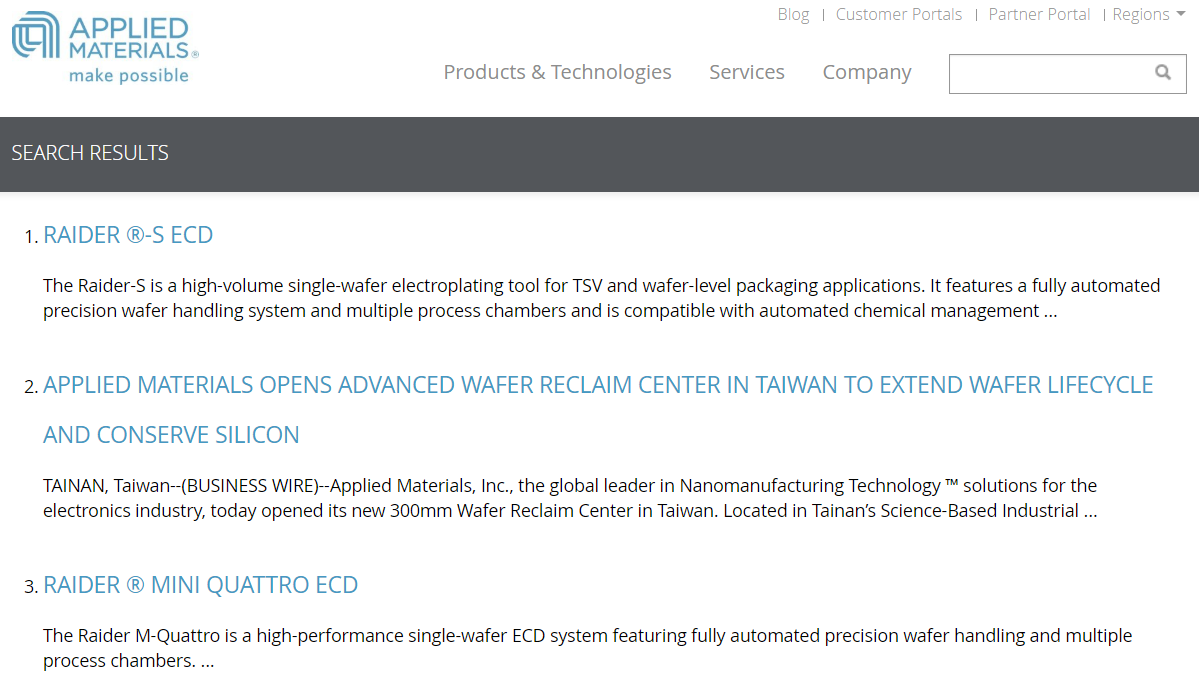 Blog | Customer Portals | Partner Portal | Regions
APPLIED
MATERIALS®
make possible
Products & Technologies Services Company
SEARCH RESULTS
1. RAIDER ®-S ECD
The Raider-S is a high-volume single-wafer electroplating tool for TSV and wafer-level packaging applications. It features a fully automated
precision wafer handling system and multiple process chambers and is compatible with automated chemical management ...
2. APPLIED MATERIALS OPENS ADVANCED WAFER RECLAIM CENTER IN TAIWAN TO EXTEND WAFER LIFECYCLE
AND CONSERVE SILICON
TAINAN, Taiwan--(BUSINESS WIRE)--Applied Materials, Inc., the global leader in Nanomanufacturing Technology ™ solutions for the
electronics industry, today opened its new 300mm Wafer Reclaim Center in Taiwan. Located in Tainan’s Science-Based Industrial ...
3. RAIDER ® MINI QUATTRO ECD
The Raider M-Quattro is a high-performance single-wafer ECD system featuring fully automated precision wafer handling and multiple
process chambers. ...